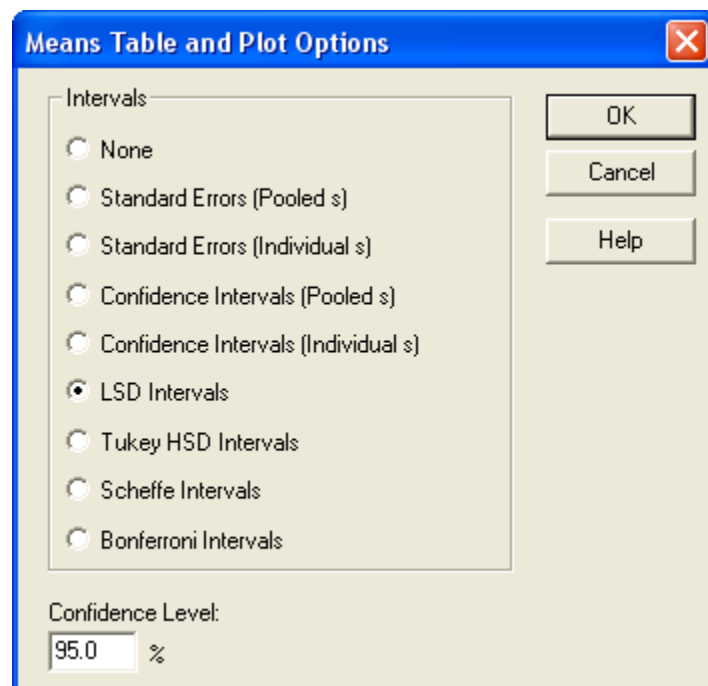 Means Table and Plot Options
Intervals
None
Standard Errors (Pooled s)
Standard Errors (Individual s)
Confidence Intervals (Pooled s)
Confidence Intervals (Individual s)
LSD Intervals
Tukey HSD Intervals
Scheffe Intervals
Bonferroni Intervals
OK
Cancel
Help
Confidence Level:
95.0 %